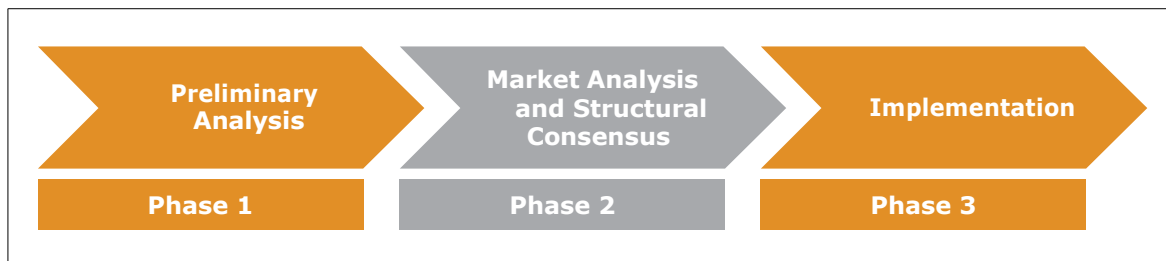 Preliminary
Analysis
Market Analysis
and Structural
Consensus
Implementation
Phase 1
Phase 2
Phase 3